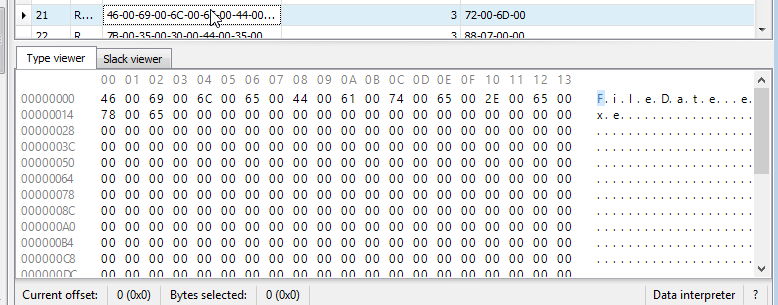 21 R... 46-00-69-00-6C-00-6 -00-44-00... 3 72-00-6D-00
22 R... 7B-00-35-00-30-00-44-00-35-00... 3 88-07-00-00
Type viewer Slack viewer
00 01 02 03 04 05 06 07 08 09 0A 0B 0C 0D 0E 0F 10 11 12 13
00000000 46 00 69 00 6C 00 65 00 44 00 61 00 74 00 65 00 2E 00 65 00 F.i.l.e.D.a.t.e...e.
00000014 78 00 65 00 00 00 00 00 00 00 00 00 00 00 00 00 00 00 00 00 x.e.................
00000028 00 00 00 00 00 00 00 00 00 00 00 00 00 00 00 00 00 00 00 00 ....................
0000003C 00 00 00 00 00 00 00 00 00 00 00 00 00 00 00 00 00 00 00 00 ....................
00000050 00 00 00 00 00 00 00 00 00 00 00 00 00 00 00 00 00 00 00 00 ....................
00000064 00 00 00 00 00 00 00 00 00 00 00 00 00 00 00 00 00 00 00 00 ....................
00000078 00 00 00 00 00 00 00 00 00 00 00 00 00 00 00 00 00 00 00 00 ....................
0000008C 00 00 00 00 00 00 00 00 00 00 00 00 00 00 00 00 00 00 00 00 ....................
000000A0 00 00 00 00 00 00 00 00 00 00 00 00 00 00 00 00 00 00 00 00 ....................
000000B4 00 00 00 00 00 00 00 00 00 00 00 00 00 00 00 00 00 00 00 00 ....................
000000C8 00 00 00 00 00 00 00 00 00 00 00 00 00 00 00 00 00 00 00 00 ....................
000000DC 00 00 00 00 00 00 00 00 00 00 00 00 00 00 00 00 00 00 00 00 ....................
Current offset: 0 (0x0) Bytes selected: 0 (0x0) Data interpreter ?